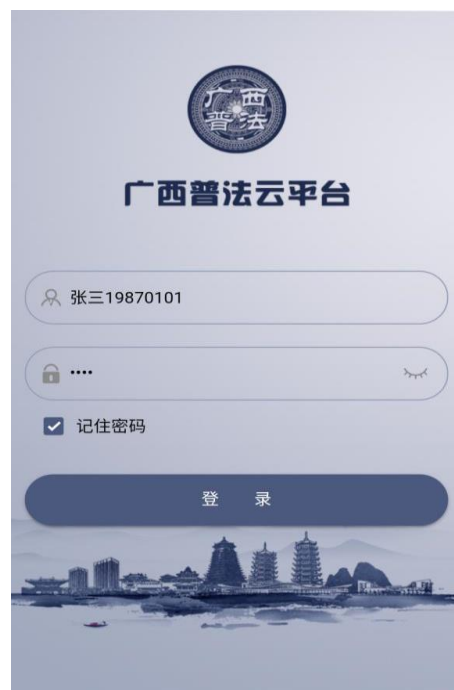 广西
普法
广西普法云平台
张三19870101
••••
记住密码
登 录